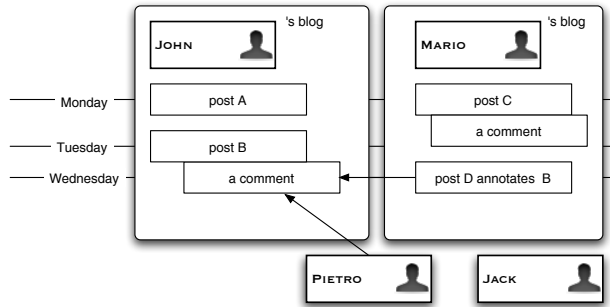 's blog
's blog
JOHN
MARIO
Monday
post A
post C
a comment
Tuesday
post B
Wednesday
a comment
post D annotates B
PIETRO
JACK